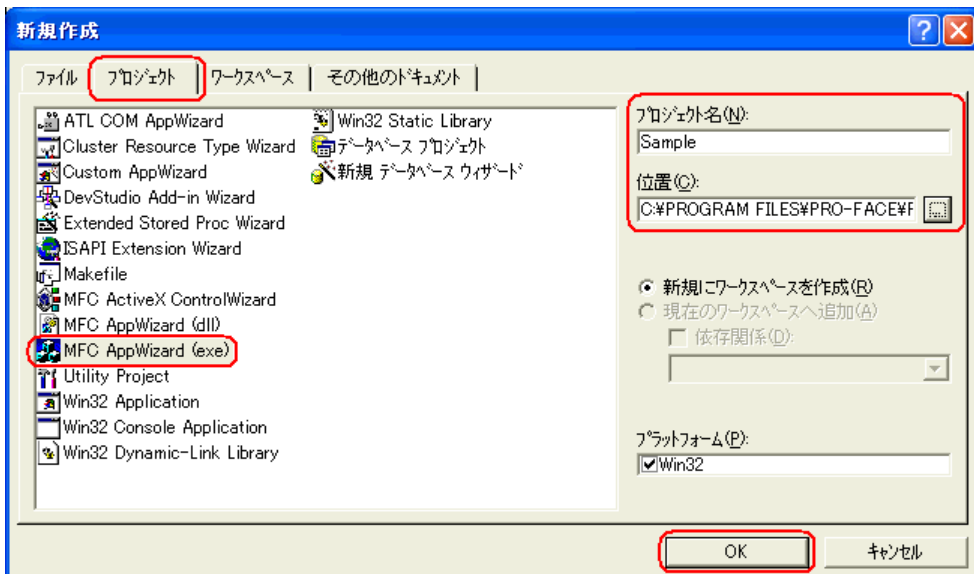 新規作成
ファイル プロジェクト ワークスペース その他のドキュメント
ATL COM AppWizard
Cluster Resource Type Wizard
Custom AppWizard
DevStudio Add-in Wizard
Extended Stored Proc Wizard
ISAPI Extension Wizard
Makefile
MFC ActiveX ControlWizard
MFC AppWizard (dll)
MFC AppWizard (exe)
Utility Project
Win32 Application
Win32 Console Application
Win32 Dynamic-Link Library
Win32 Static Library
データベース プロジェクト
新規 データベース ウィザード
プロジェクト名(N):
Sample
位置(C):
C:¥PROGRAM FILES¥PRO-FACE¥F
...
新規にワークスペースを作成(R)
現在のワークスペースへ追加(A)
依存関係(D):
プラットフォーム(P):
Win32
OK キャンセル